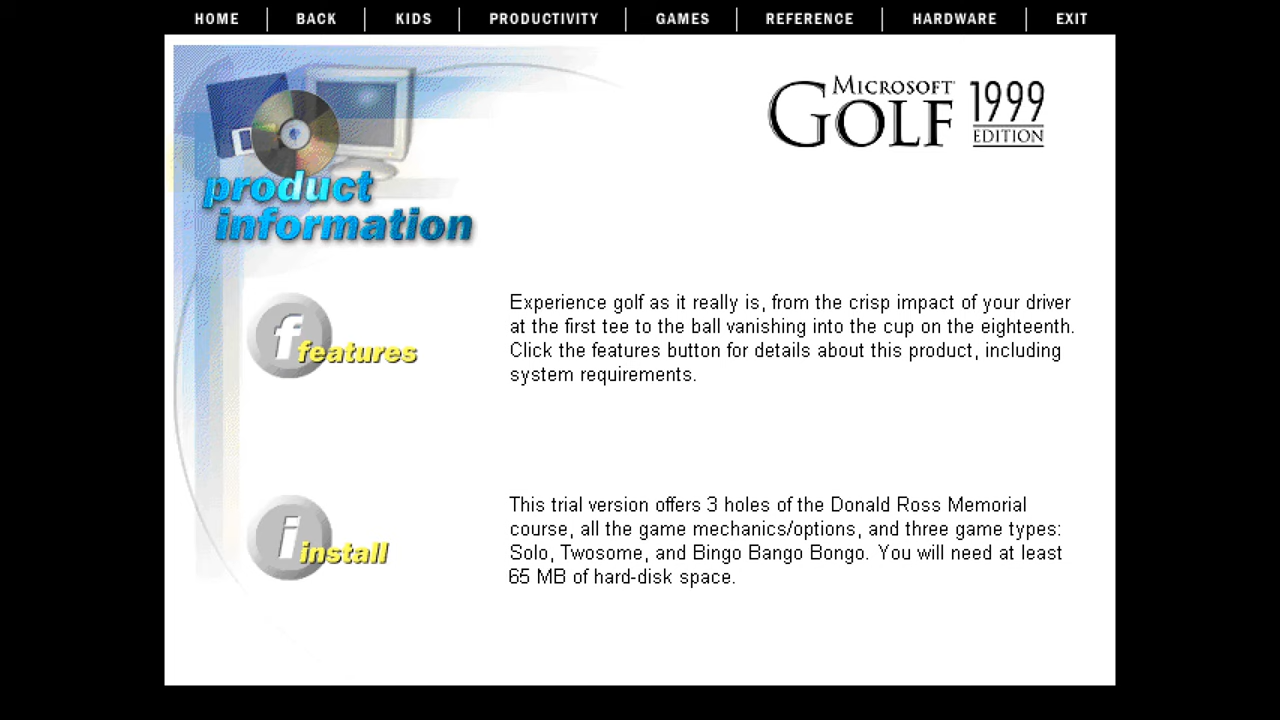 HOME BACK KIDS PRODUCTIVITY GAMES REFERENCE HARDWARE EXIT
MICROSOFT
GOLF 1999
EDITION
product
information
f features
Experience golf as it really is, from the crisp impact of your driver
at the first tee to the ball vanishing into the cup on the eighteenth.
Click the features button for details about this product, including
system requirements.
i install
This trial version offers 3 holes of the Donald Ross Memorial
course, all the game mechanics/options, and three game types:
Solo, Twosome, and Bingo Bango Bongo. You will need at least
65 MB of hard-disk space.